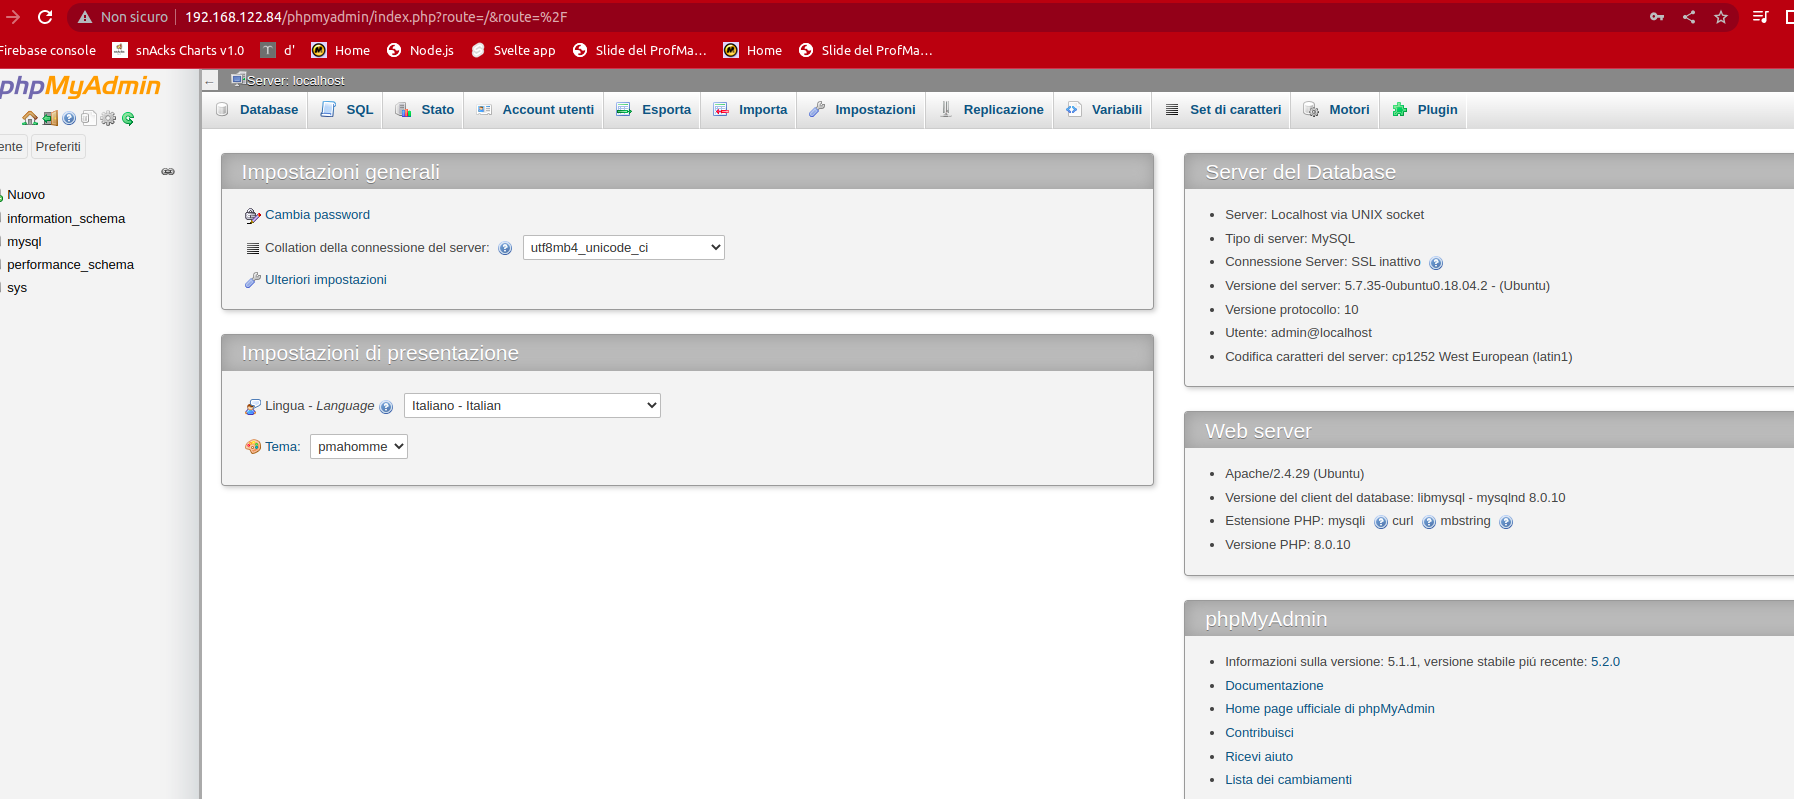 Non sicuro 192.168.122.84/phpmyadmin/index.php?route=/&route=%2F
Firebase console snAcks Charts v1.0 d' Home Node.js Svelte app Slide del ProfMa... Home Slide del ProfMa...
phpMyAdmin
ente Preferiti
Nuovo
information_schema
mysql
performance_schema
sys
← Server: localhost
Database SQL Stato Account utenti Esporta Importa Impostazioni Replicazione Variabili Set di caratteri Motori Plugin
Impostazioni generali
Cambia password
Collation della connessione del server: utf8mb4_unicode_ci
Ulteriori impostazioni
Impostazioni di presentazione
Lingua - Language Italiano - Italian
Tema: pmahomme
Server del Database
Server: Localhost via UNIX socket
Tipo di server: MySQL
Connessione Server: SSL inattivo
Versione del server: 5.7.35-0ubuntu0.18.04.2 - (Ubuntu)
Versione protocollo: 10
Utente: admin@localhost
Codifica caratteri del server: cp1252 West European (latin1)
Web server
Apache/2.4.29 (Ubuntu)
Versione del client del database: libmysql - mysqlnd 8.0.10
Estensione PHP: mysqli curl mbstring
Versione PHP: 8.0.10
phpMyAdmin
Informazioni sulla versione: 5.1.1, versione stabile piú recente: 5.2.0
Documentazione
Home page ufficiale di phpMyAdmin
Contribuisci
Ricevi aiuto
Lista dei cambiamenti